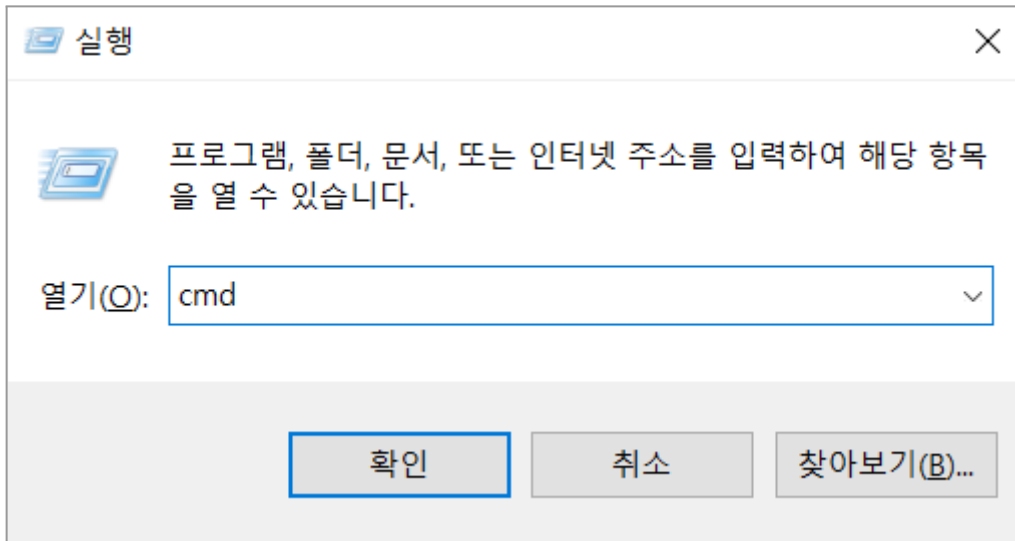 실행
프로그램, 폴더, 문서, 또는 인터넷 주소를 입력하여 해당 항목
을 열 수 있습니다.
열기(O): cmd
확인 취소 찾아보기(B)...